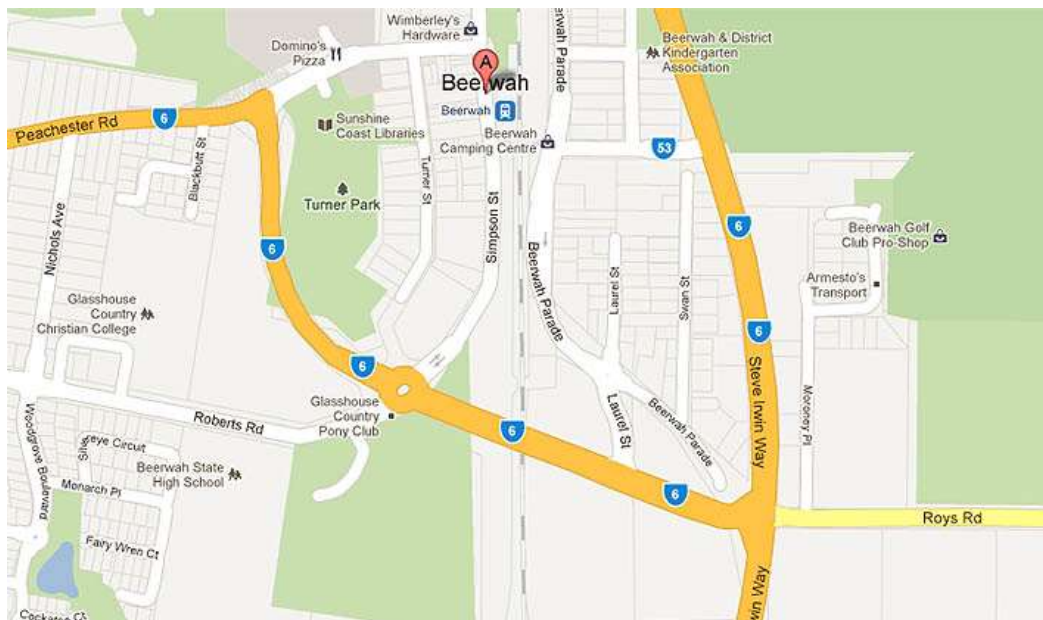 Wimberley's
Hardware
Domino's
Pizza
Beerwah Parade
Beerwah & District
Kindergarten
Association
A
Beerwah
Beerwah
6
Peachester Rd
Sunshine
Coast Libraries
Beerwah
Camping Centre
53
Blackbutt St
Turner St
Turner Park
Simpson St
Nichols Ave
6
6
Beerwah Golf
Club Pro-Shop
Beerwah Parade
Laurel St
Swan St
Armesto's
Transport
Glasshouse
Country
Christian College
6
Steve Irwin Way
6
Glasshouse
Country
Pony Club
Laurel St
Beerwah Parade
Moroney Pl
Roberts Rd
6
Woodgrove Boulevard
Silve
eye Circuit
Beerwah State
High School
Monarch Pl
6
Roys Rd
Fairy Wren Ct
win Way